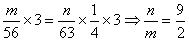 m/56 × 3 = n/63 × 1/4 × 3 ⇒ n/m = 9/2